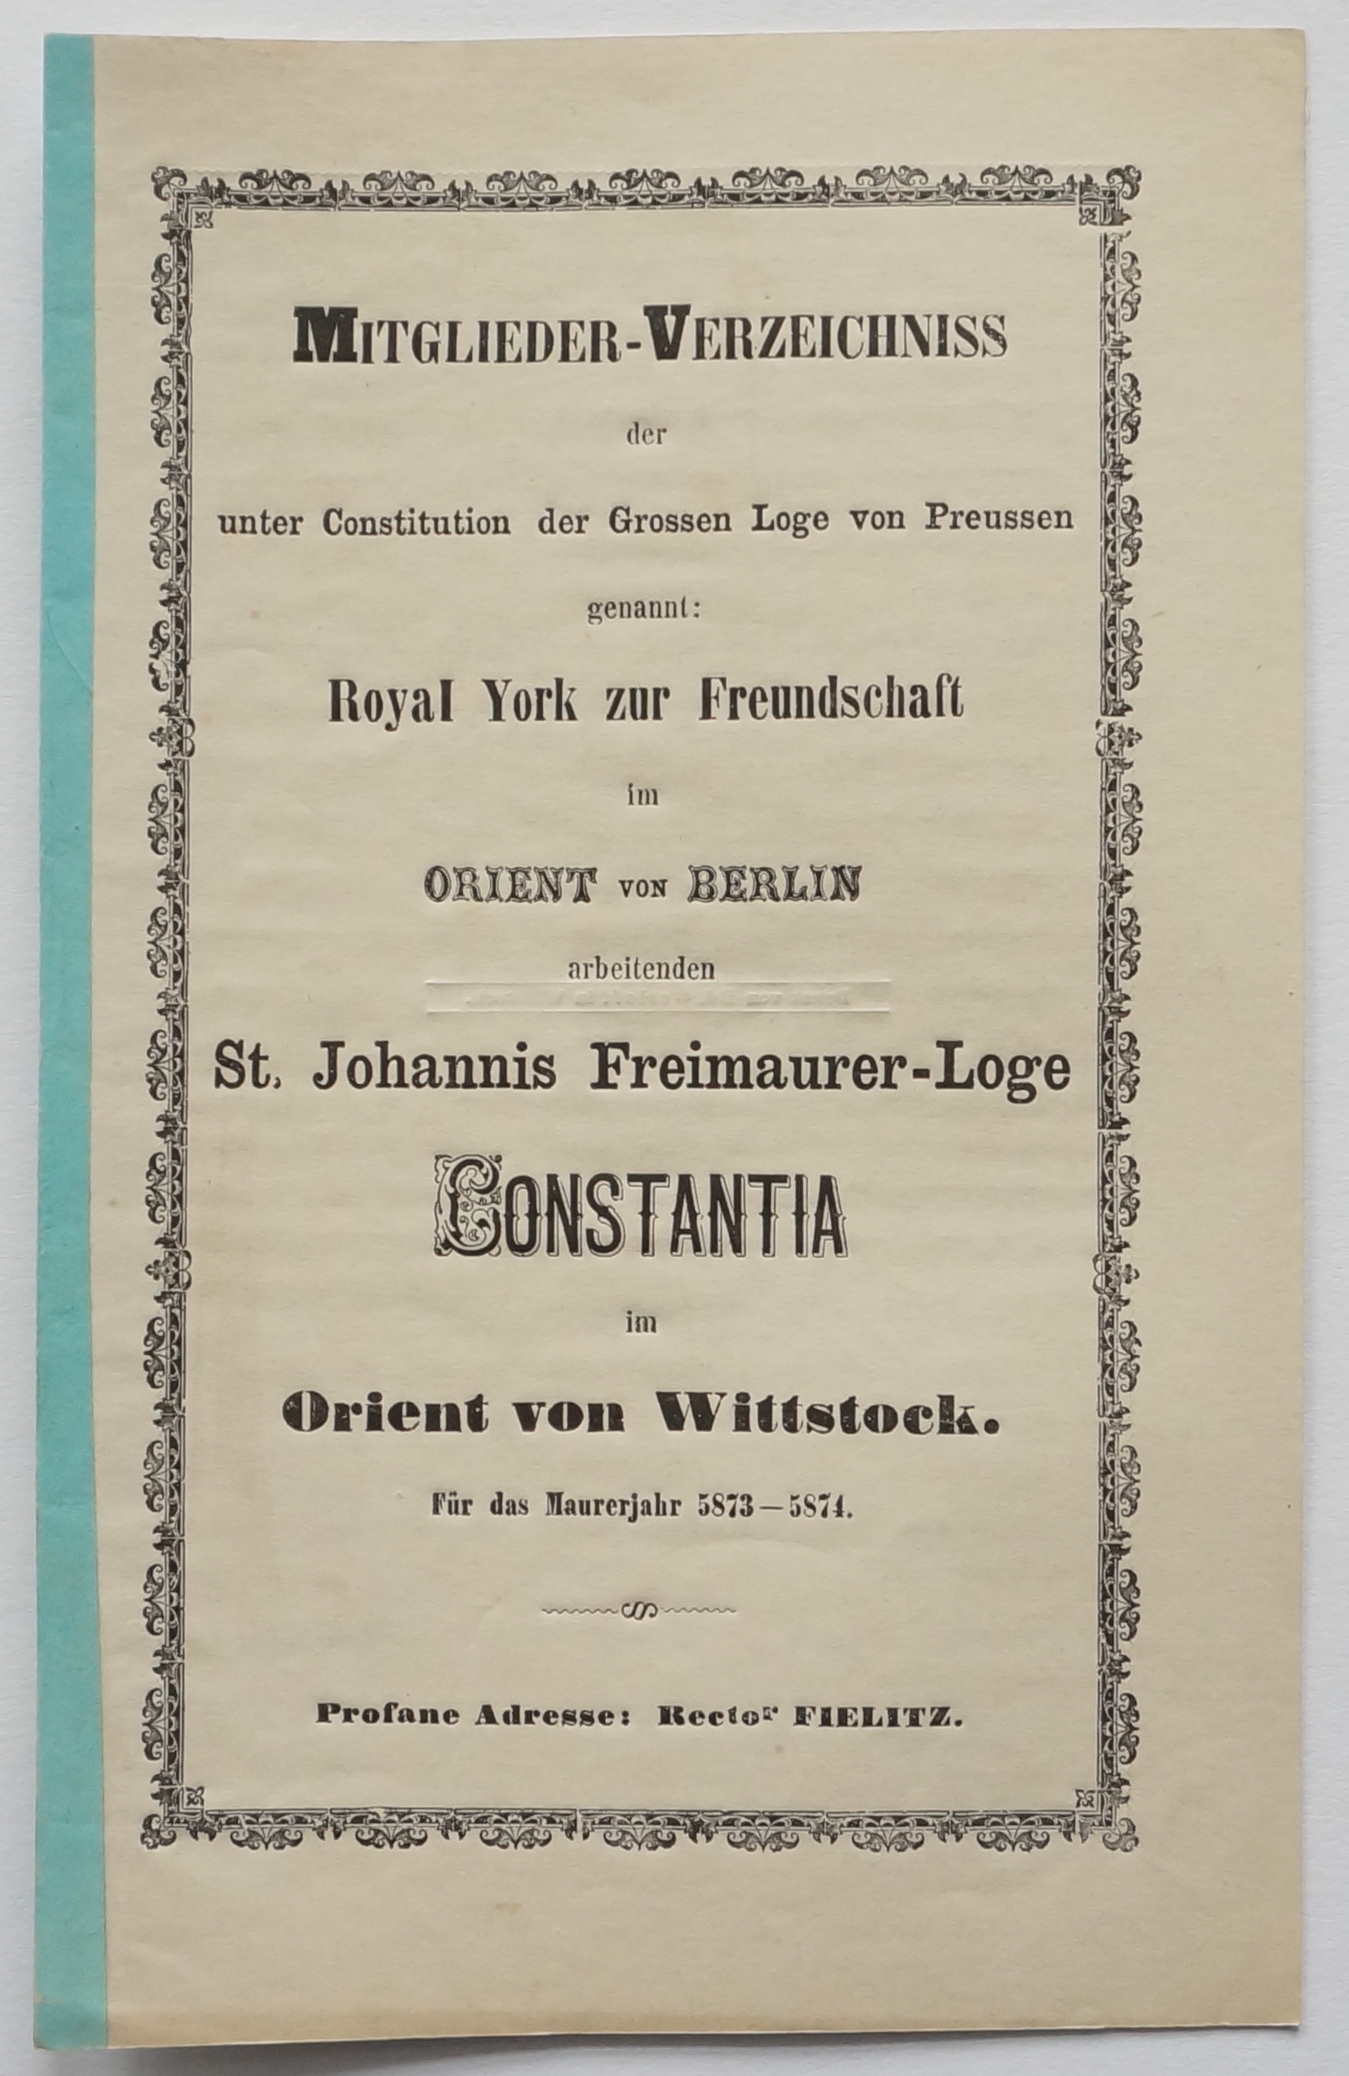 MITGLIEDER-VERZEICHNISS
der
unter Constitution der Grossen Loge von Preussen
genannt:
Royal York zur Freundschaft
im
ORIENT VON BERLIN
arbeitenden
St. Johannis Freimaurer-Loge
CONSTANTIA
im
Orient von Wittstock.
Für das Maurerjahr 5873—5874.
Profane Adresse: Rector FIELITZ.